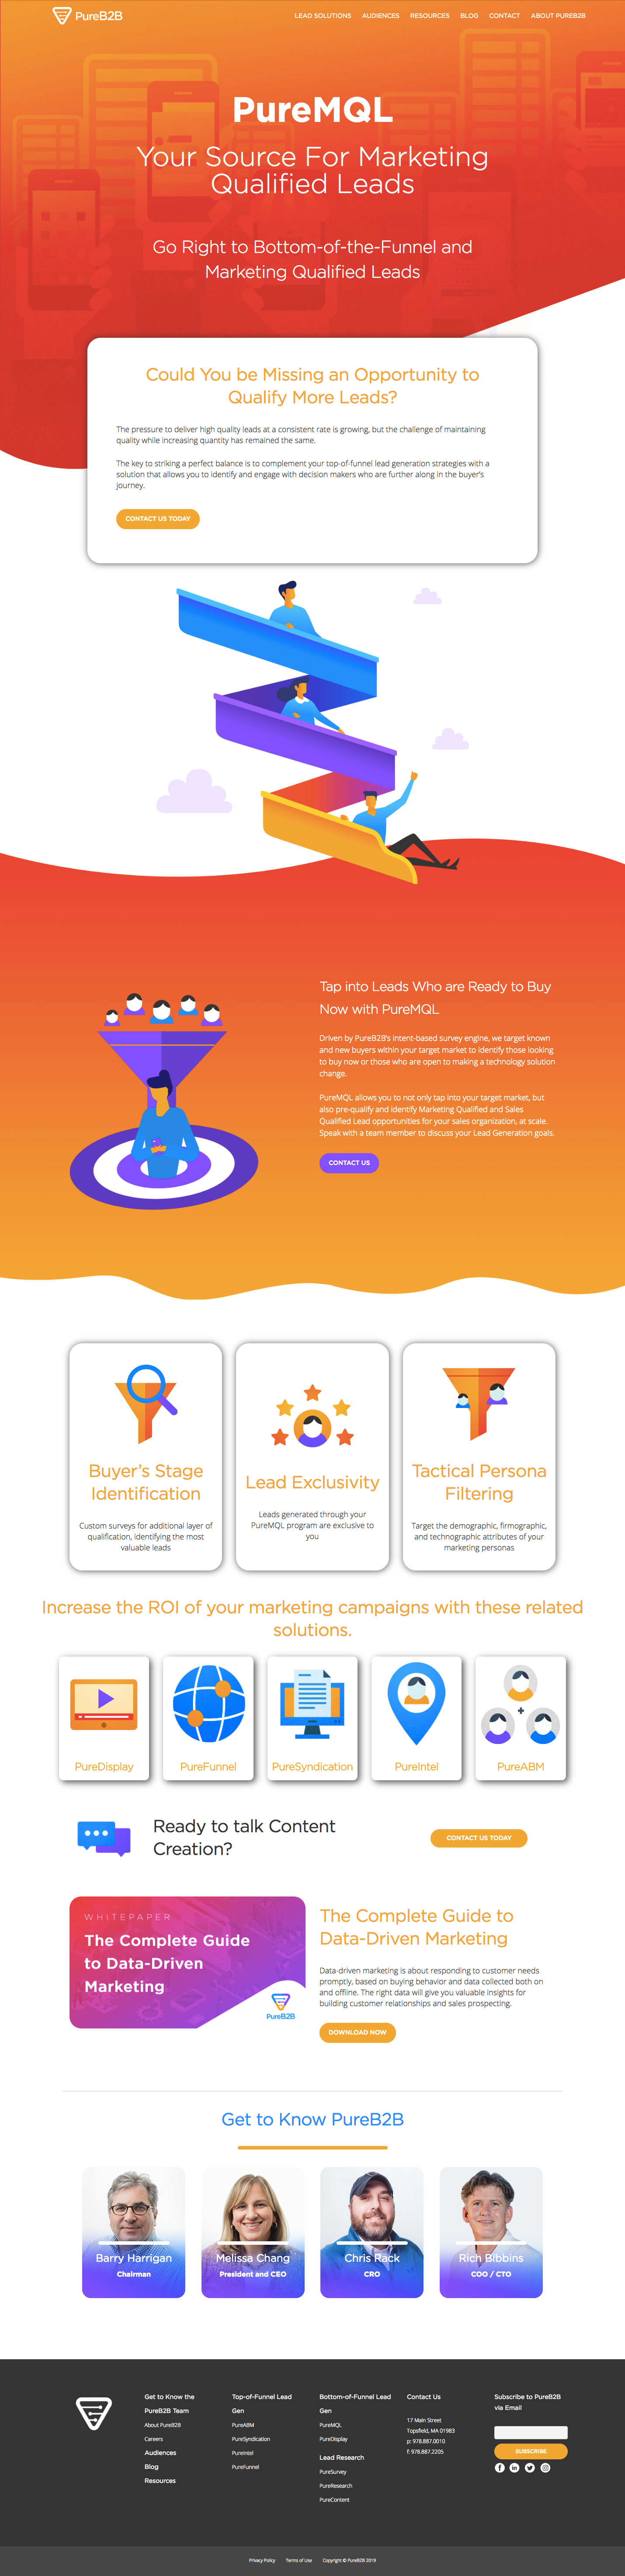 PureB2B
LEAD SOLUTIONS AUDIENCES RESOURCES BLOG CONTACT ABOUT PUREB2B
PureMQL
Your Source For Marketing
Qualified Leads
Go Right to Bottom-of-the-Funnel and
Marketing Qualified Leads
Could You be Missing an Opportunity to
Qualify More Leads?
The pressure to deliver high quality leads at a consistent rate is growing, but the challenge of maintaining
quality while increasing quantity has remained the same.
The key to striking a perfect balance is to complement your top-of-funnel lead generation strategies with a
solution that allows you to identify and engage with decision makers who are further along in the buyer's
journey.
CONTACT US TODAY
Tap into Leads Who are Ready to Buy
Now with PureMQL
Driven by PureB2B's intent-based survey engine, we target known
and new buyers within your target market to identify those looking
to buy now or those who are open to making a technology solution
change.
PureMQL allows you to not only tap into your target market, but
also pre-qualify and identify Marketing Qualified and Sales
Qualified Lead opportunities for your sales organization, at scale.
Speak with a team member to discuss your Lead Generation goals.
CONTACT US
Buyer's Stage
Identification
Custom surveys for additional layer of
qualification, identifying the most
valuable leads
Lead Exclusivity
Leads generated through your
PureMQL program are exclusive to
you
Tactical Persona
Filtering
Target the demographic, firmographic,
and technographic attributes of your
marketing personas
Increase the ROI of your marketing campaigns with these related
solutions.
PureDisplay
PureFunnel
PureSyndication
PureIntel
PureABM
Ready to talk Content
Creation?
CONTACT US TODAY
WHITEPAPER
The Complete Guide
to Data-Driven
Marketing
PureB2B
The Complete Guide to
Data-Driven Marketing
Data-driven marketing is about responding to customer needs
promptly, based on buying behavior and data collected both on
and offline. The right data will give you valuable insights for
building customer relationships and sales prospecting.
DOWNLOAD NOW
Get to Know PureB2B
Barry Harrigan
Chairman
Melissa Chang
President and CEO
Chris Rack
CRO
Rich Bibbins
COO / CTO
Get to Know the
PureB2B Team
About PureB2B
Careers
Audiences
Blog
Resources
Top-of-Funnel Lead
Gen
PureABM
PureSyndication
PureIntel
PureFunnel
Bottom-of-Funnel Lead
Gen
PureMQL
PureDisplay
Lead Research
PureSurvey
PureResearch
PureContent
Contact Us
17 Main Street
Topsfield, MA 01983
p: 978.887.0010
f: 978.887.2205
Subscribe to PureB2B
via Email
SUBSCRIBE
Privacy Policy Terms of Use Copyright © PureB2B 2019